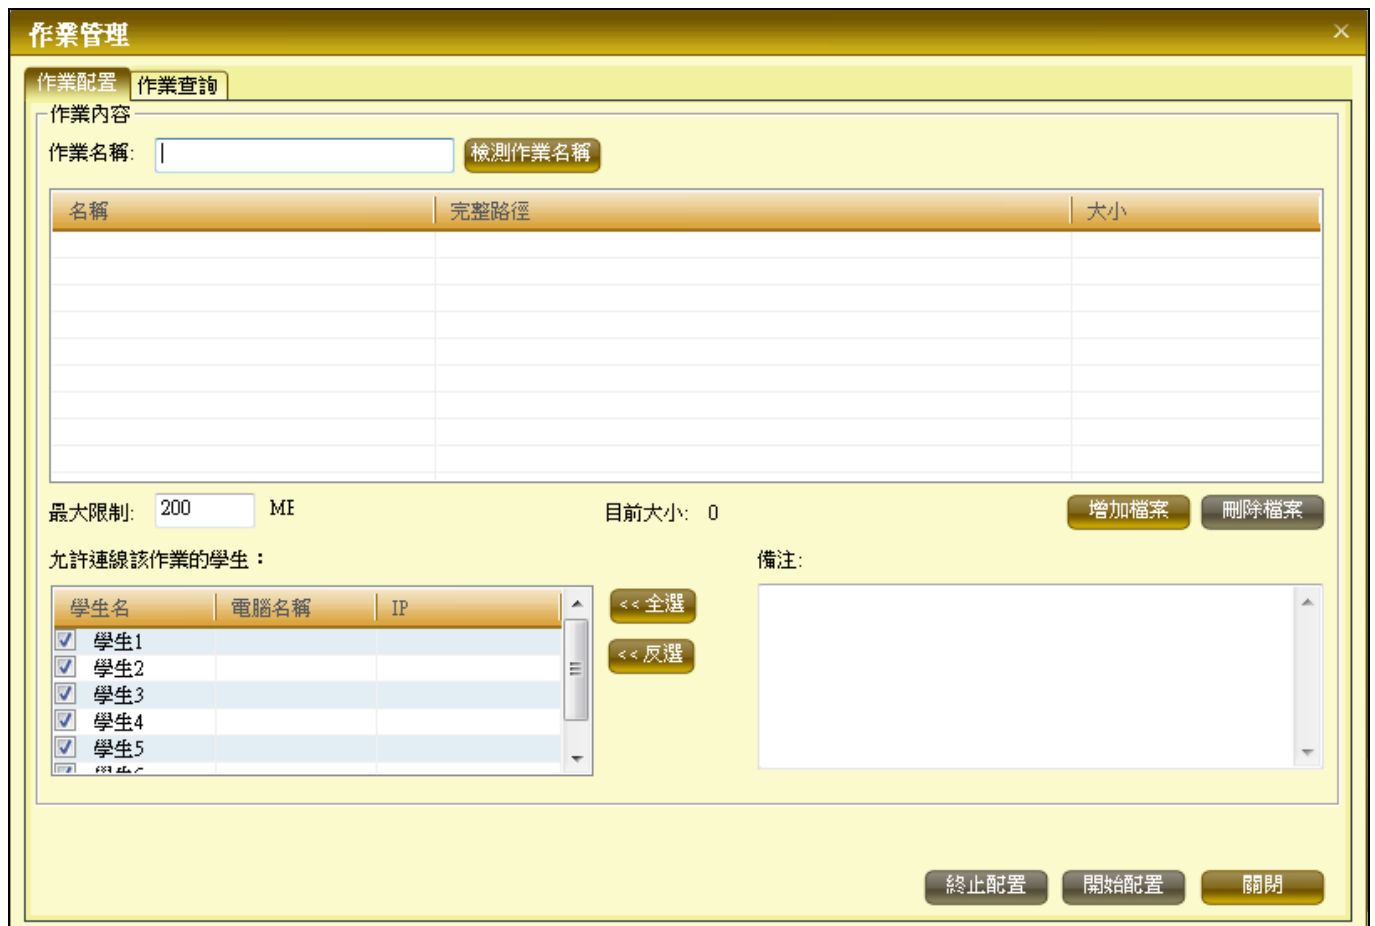 作業管理
作業配置 作業查詢
作業內容
作業名稱: 檢測作業名稱
名稱 完整路徑 大小
最大限制: 200 ME 目前大小: 0 增加檔案 刪除檔案
允許連線該作業的學生： 備注:
學生名 電腦名稱 IP << 全選
學生1
學生2 << 反選
學生3
學生4
學生5
終止配置 開始配置 關閉